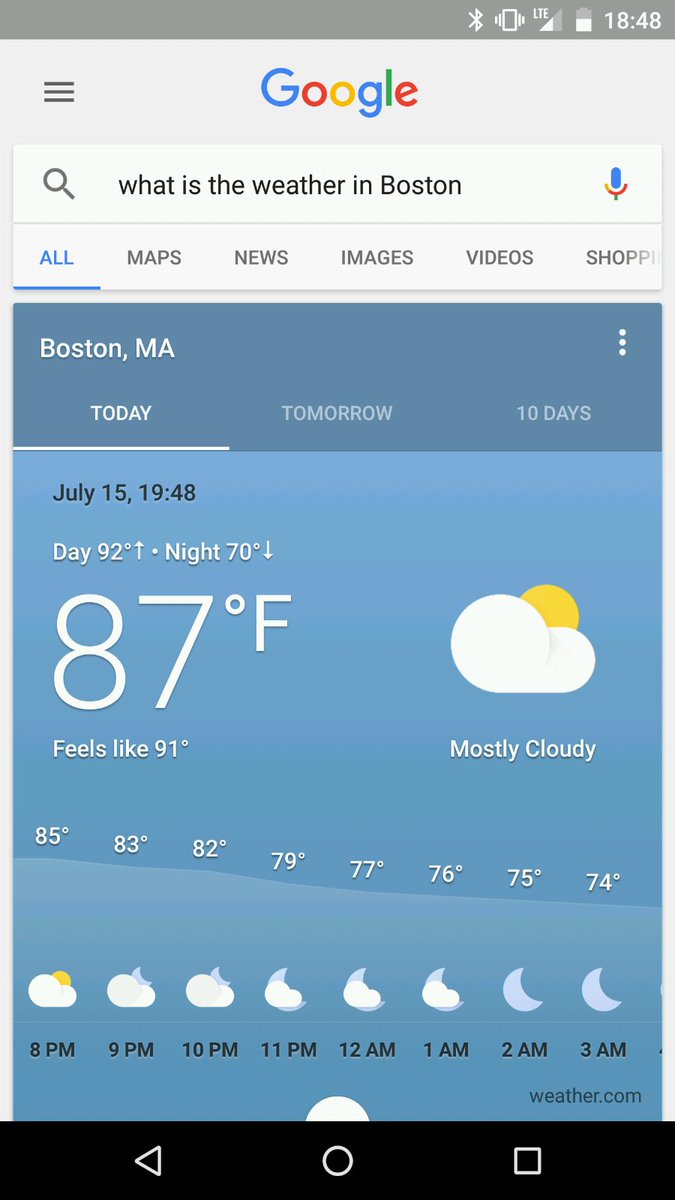 LTE 18:48
Google
what is the weather in Boston
ALL MAPS NEWS IMAGES VIDEOS SHOPPI
Boston, MA
TODAY TOMORROW 10 DAYS
July 15, 19:48
Day 92°↑ • Night 70°↓
87°F
Feels like 91° Mostly Cloudy
85° 83° 82° 79° 77° 76° 75° 74°
8 PM 9 PM 10 PM 11 PM 12 AM 1 AM 2 AM 3 AM
weather.com